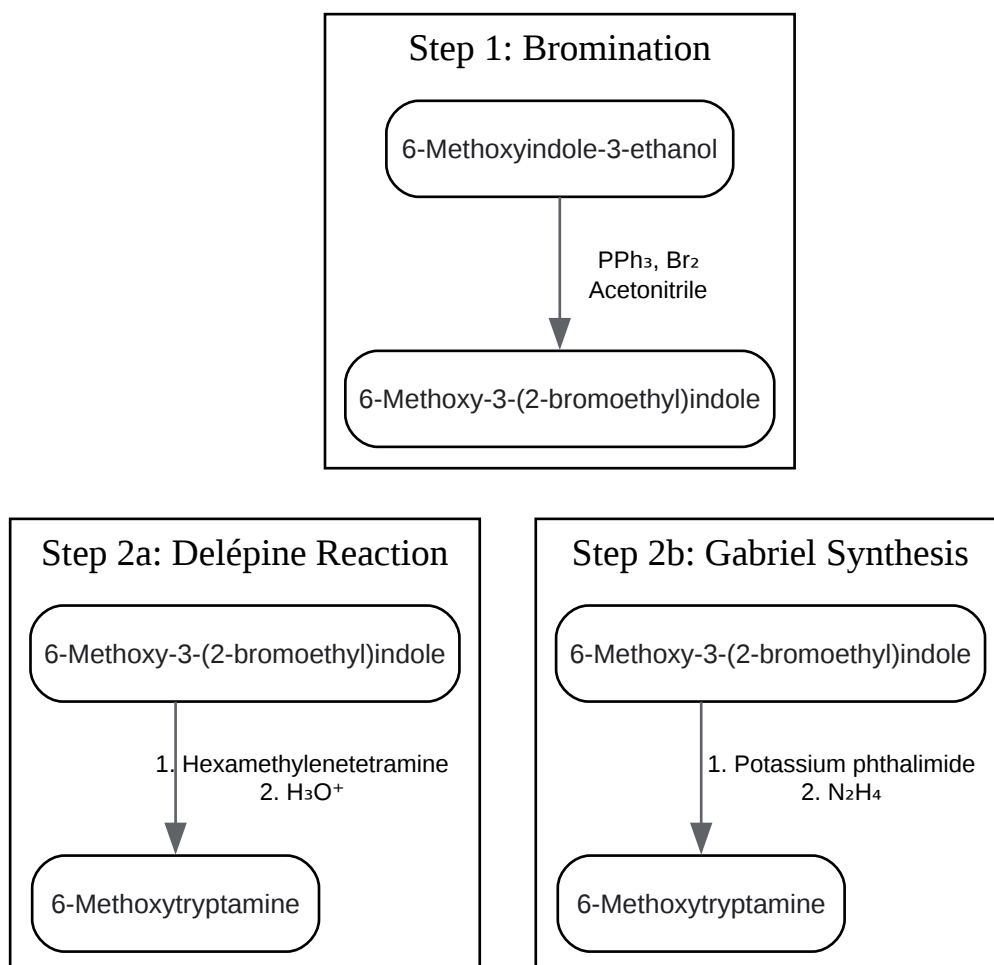 Step 1: Bromination
6-Methoxyindole-3-ethanol
PPh₃, Br₂
Acetonitrile
6-Methoxy-3-(2-bromoethyl)indole
Step 2a: Delépine Reaction
6-Methoxy-3-(2-bromoethyl)indole
1. Hexamethylenetetramine
2. H₃O⁺
6-Methoxytryptamine
Step 2b: Gabriel Synthesis
6-Methoxy-3-(2-bromoethyl)indole
1. Potassium phthalimide
2. N₂H₄
6-Methoxytryptamine